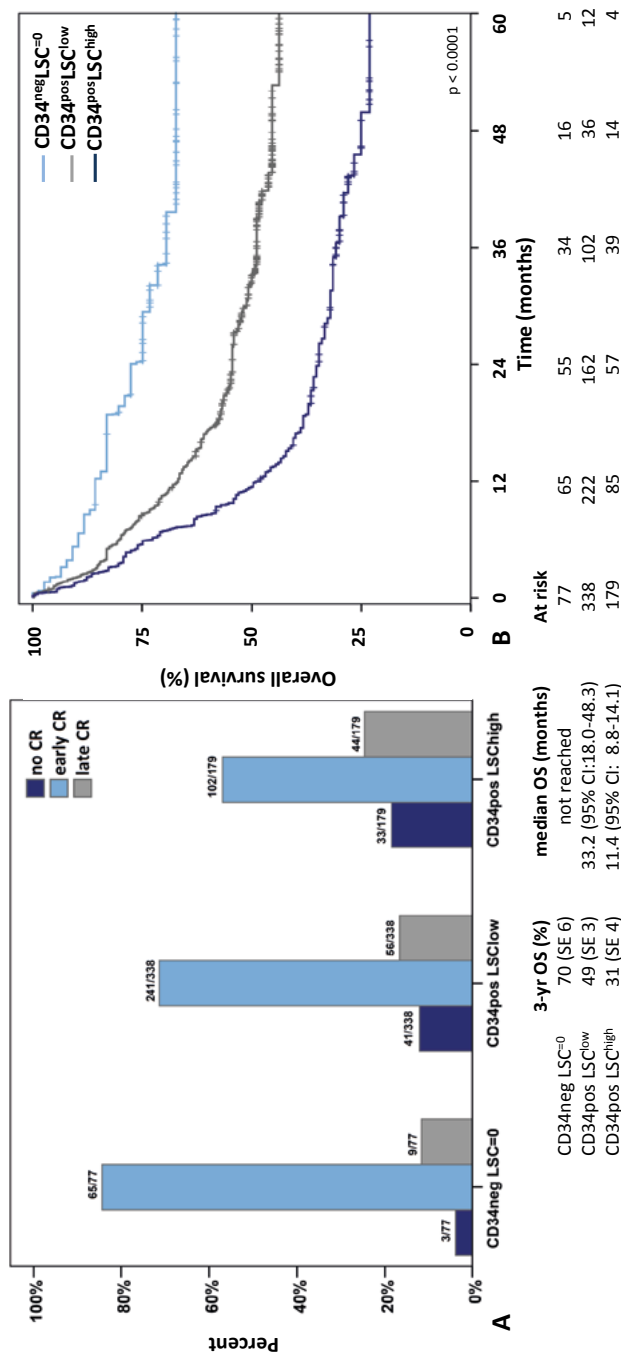 no CR
early CR
late CR
100%
80%
60%
40%
20%
0%
Percent
3/77
65/77
9/77
41/338
241/338
56/338
33/179
102/179
44/179
CD34neg LSC=0
CD34pos LSClow
CD34pos LSChigh
A
CD34negLSC=0
CD34posLSClow
CD34posLSChigh
100
75
50
25
0
Overall survival (%)
p < 0.0001
0 12 24 36 48 60
Time (months)
B
3-yr OS (%) median OS (months) At risk
CD34neg LSC=0 70 (SE 6) not reached 77 65 55 34 16 5
CD34pos LSClow 49 (SE 3) 33.2 (95% CI:18.0-48.3) 338 222 162 102 36 12
CD34pos LSChigh 31 (SE 4) 11.4 (95% CI: 8.8-14.1) 179 85 57 39 14 4